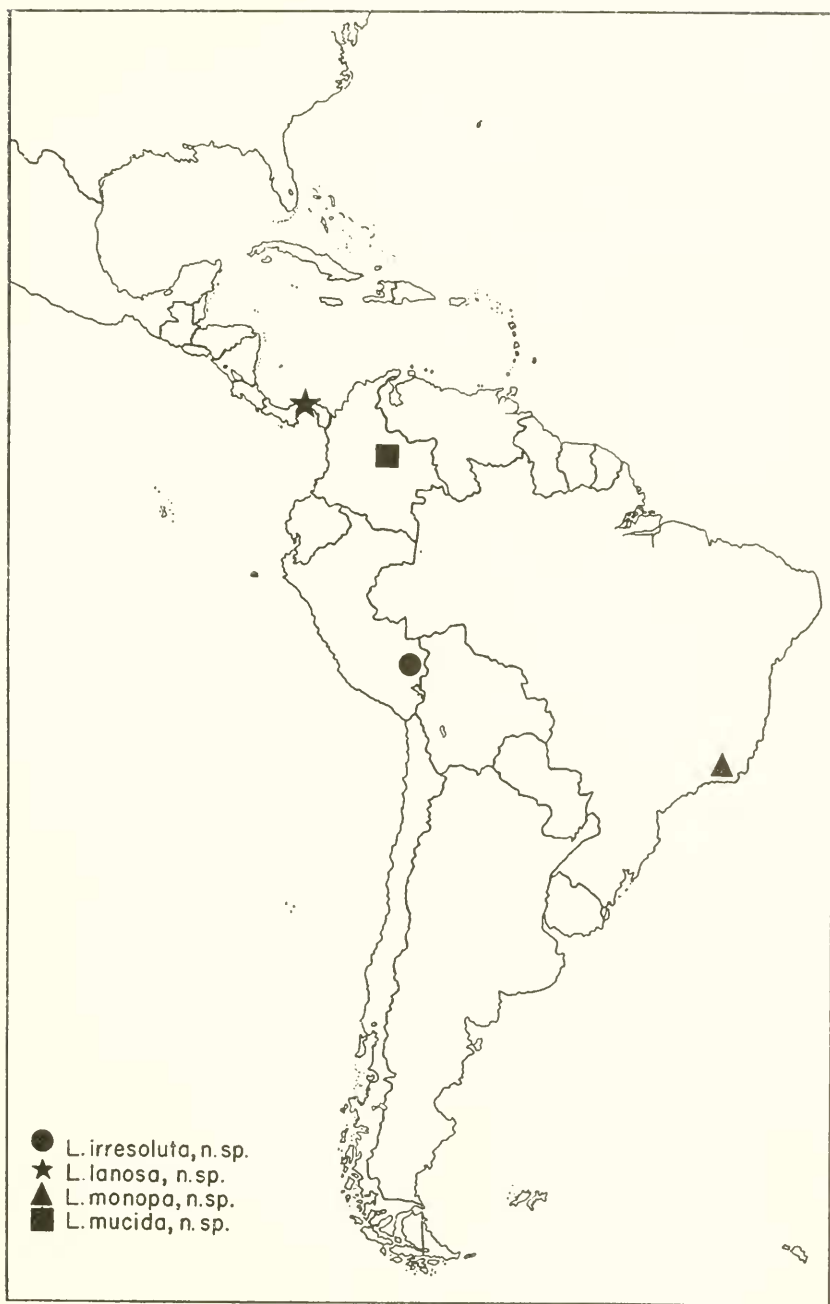 L. irresoluta, n.sp.
L. lanosa, n.sp.
L. monopa, n.sp.
L. mucida, n.sp.